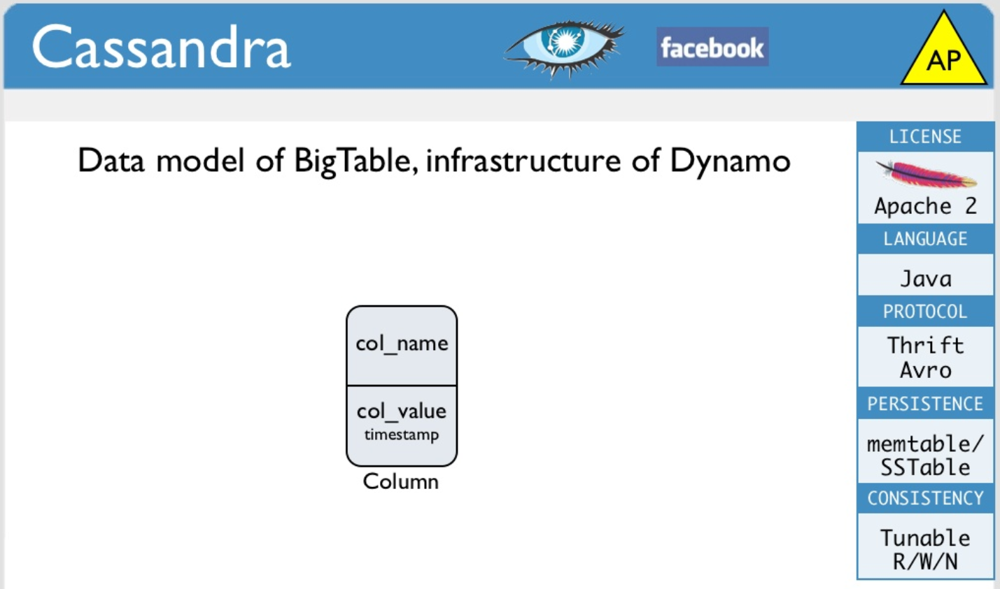 Cassandra
facebook
AP
Data model of BigTable, infrastructure of Dynamo
col_name
col_value
timestamp
Column
LICENSE
Apache 2
LANGUAGE
Java
PROTOCOL
Thrift
Avro
PERSISTENCE
memtable/
SSTable
CONSISTENCY
Tunable
R/W/N